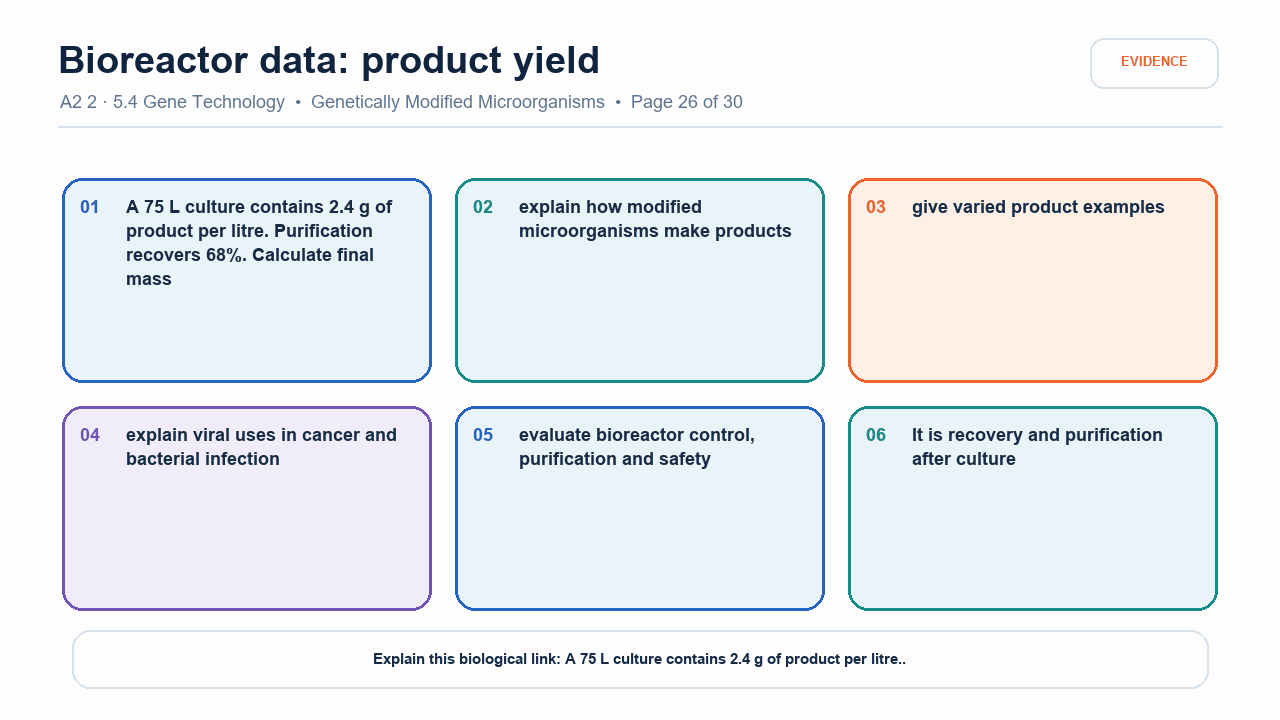 Bioreactor data: product yield
EVIDENCE
A2 2 · 5.4 Gene Technology • Genetically Modified Microorganisms • Page 26 of 30
01
A 75 L culture contains 2.4 g of
product per litre. Purification
recovers 68%. Calculate final
mass
02
explain how modified
microorganisms make products
03
give varied product examples
04
explain viral uses in cancer and
bacterial infection
05
evaluate bioreactor control,
purification and safety
06
It is recovery and purification
after culture
Explain this biological link: A 75 L culture contains 2.4 g of product per litre..